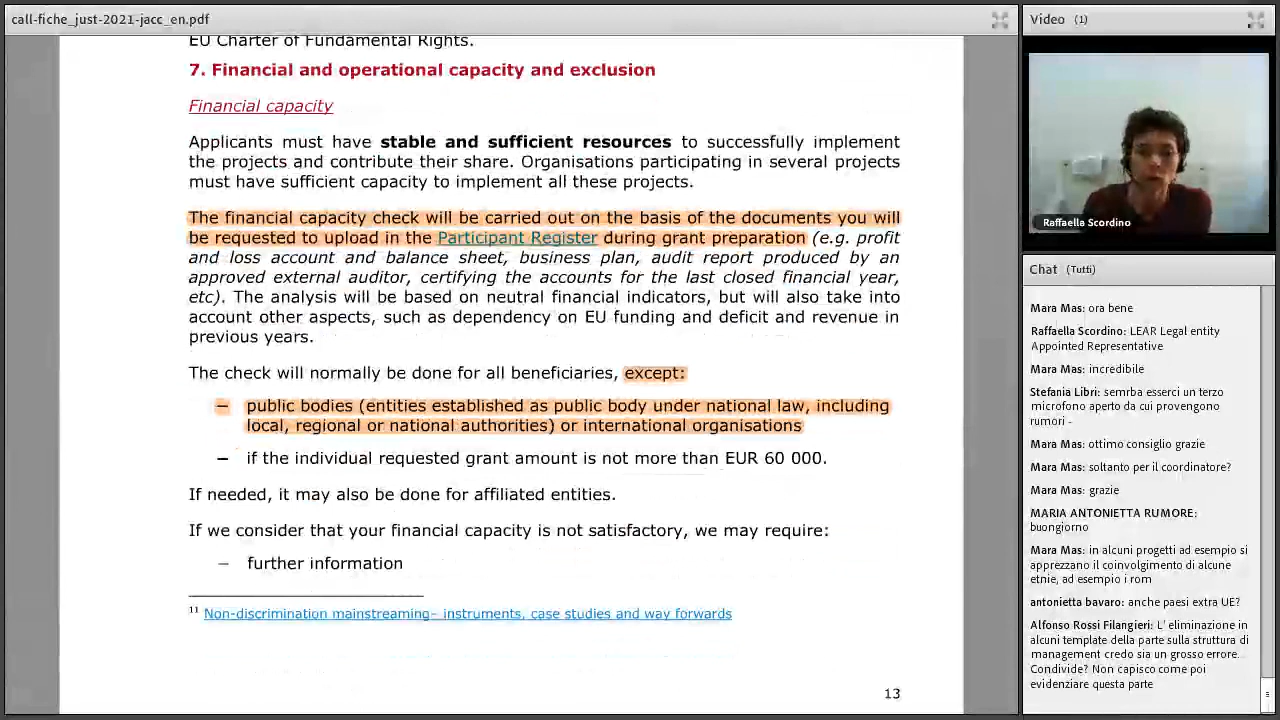 call-fiche_just-2021-jacc_en.pdf
EU Charter of Fundamental Rights.
7. Financial and operational capacity and exclusion
Financial capacity
Applicants must have stable and sufficient resources to successfully implement
the projects and contribute their share. Organisations participating in several projects
must have sufficient capacity to implement all these projects.
The financial capacity check will be carried out on the basis of the documents you will
be requested to upload in the Participant Register during grant preparation (e.g. profit
and loss account and balance sheet, business plan, audit report produced by an
approved external auditor, certifying the accounts for the last closed financial year,
etc). The analysis will be based on neutral financial indicators, but will also take into
account other aspects, such as dependency on EU funding and deficit and revenue in
previous years.
The check will normally be done for all beneficiaries, except:
– public bodies (entities established as public body under national law, including
local, regional or national authorities) or international organisations
– if the individual requested grant amount is not more than EUR 60 000.
If needed, it may also be done for affiliated entities.
If we consider that your financial capacity is not satisfactory, we may require:
– further information
11 Non-discrimination mainstreaming– instruments, case studies and way forwards
13
Video (1)
Raffaella Scordino
Chat (Tutti)
Mara Mas: ora bene
Raffaella Scordino: LEAR Legal entity
Appointed Representative
Mara Mas: incredibile
Stefania Libri: semrba esserci un terzo
microfono aperto da cui provengono
rumori -
Mara Mas: ottimo consiglio grazie
Mara Mas: soltanto per il coordinatore?
Mara Mas: grazie
MARIA ANTONIETTA RUMORE:
buongiorno
Mara Mas: in alcuni progetti ad esempio si
apprezzano il coinvolgimento di alcune
etnie, ad esempio i rom
antonietta bavaro: anche paesi extra UE?
Alfonso Rossi Filangieri: L' eliminazione in
alcuni template della parte sulla struttura di
management credo sia un grosso errore..
Condivide? Non capisco come poi
evidenziare questa parte